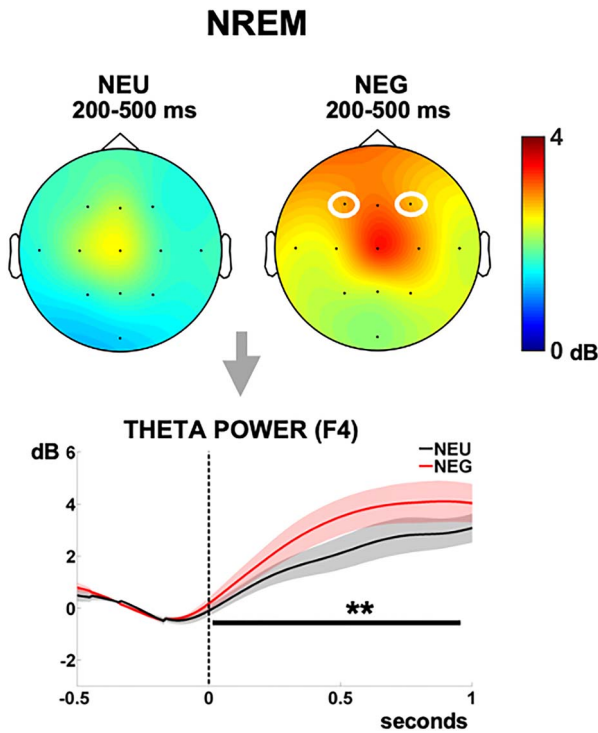 NREM
NEU
200-500 ms
NEG
200-500 ms
4
0 dB
THETA POWER (F4)
dB
6
4
2
0
-2
NEU
NEG
**
-0.5
0
0.5
1
seconds